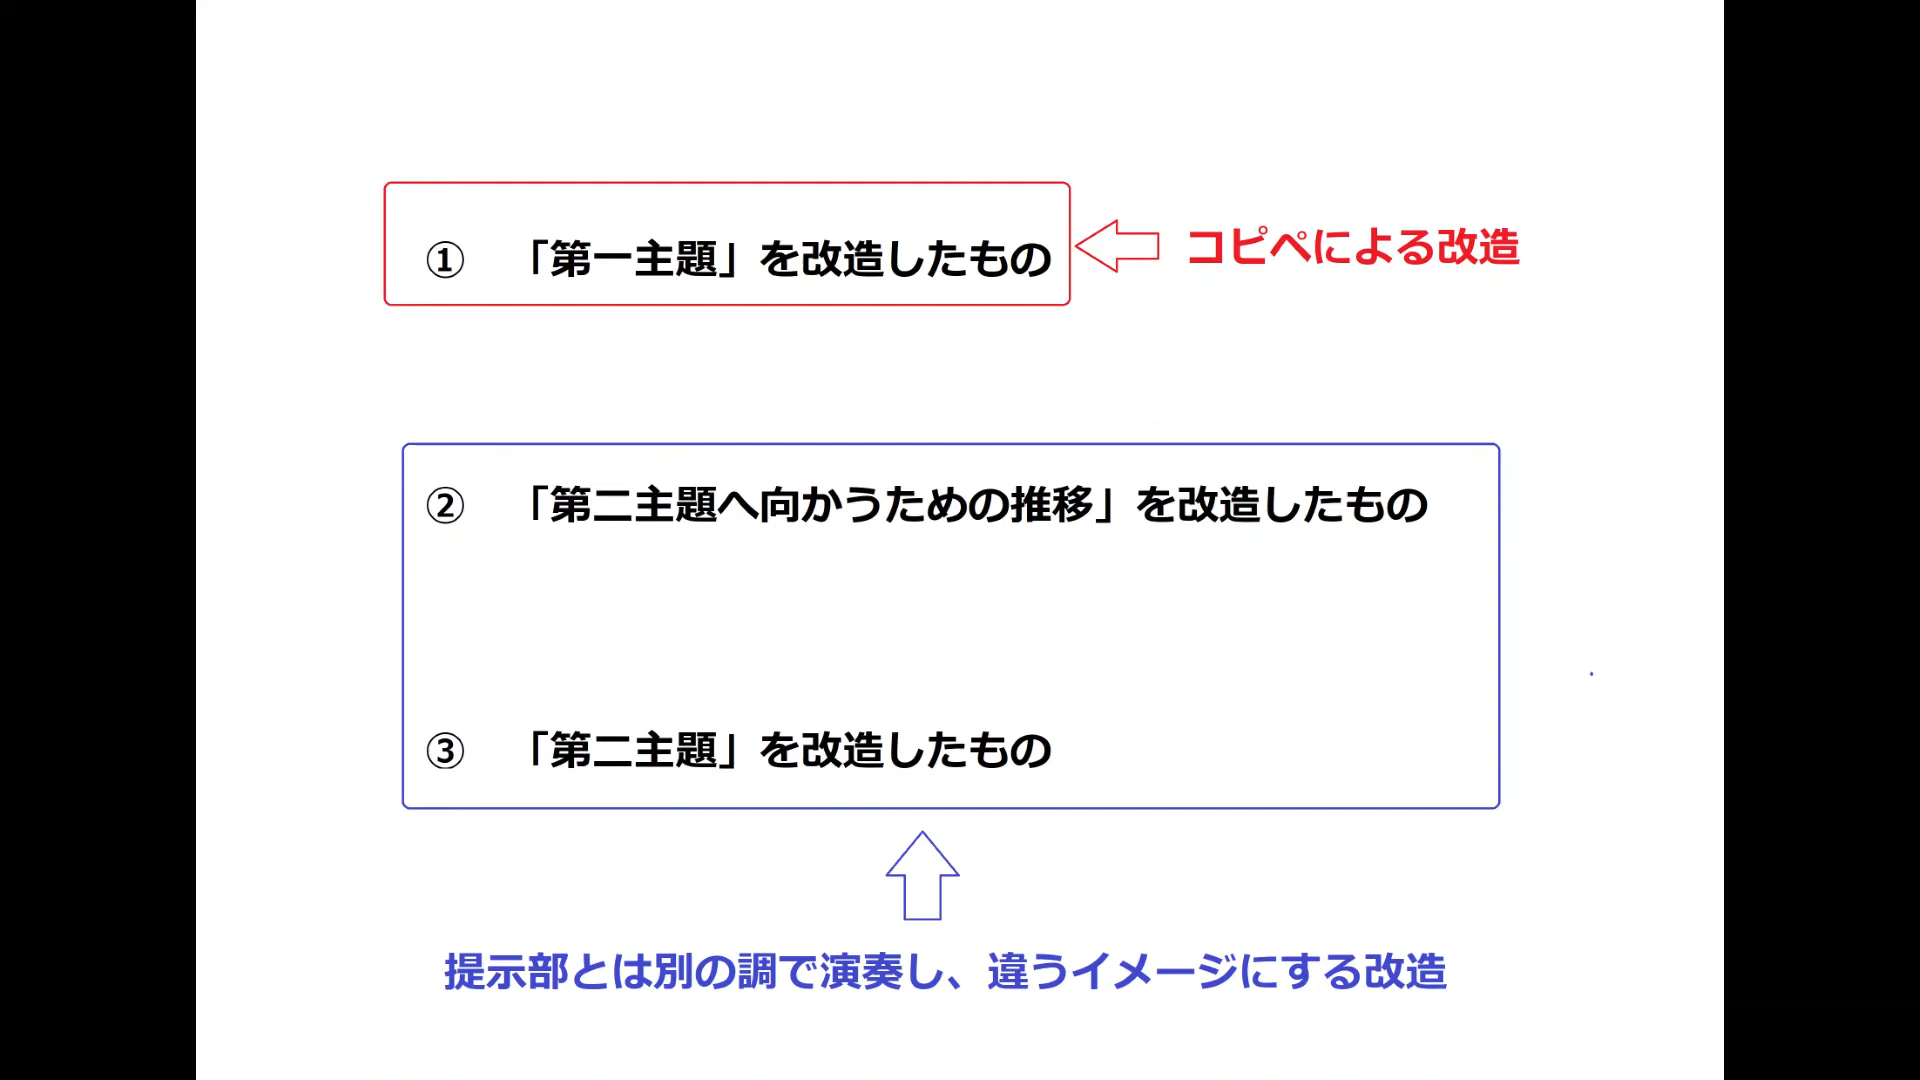 ① 「第一主題」を改造したもの
コピペによる改造
② 「第二主題へ向かうための推移」を改造したもの
③ 「第二主題」を改造したもの
提示部とは別の調で演奏し、違うイメージにする改造